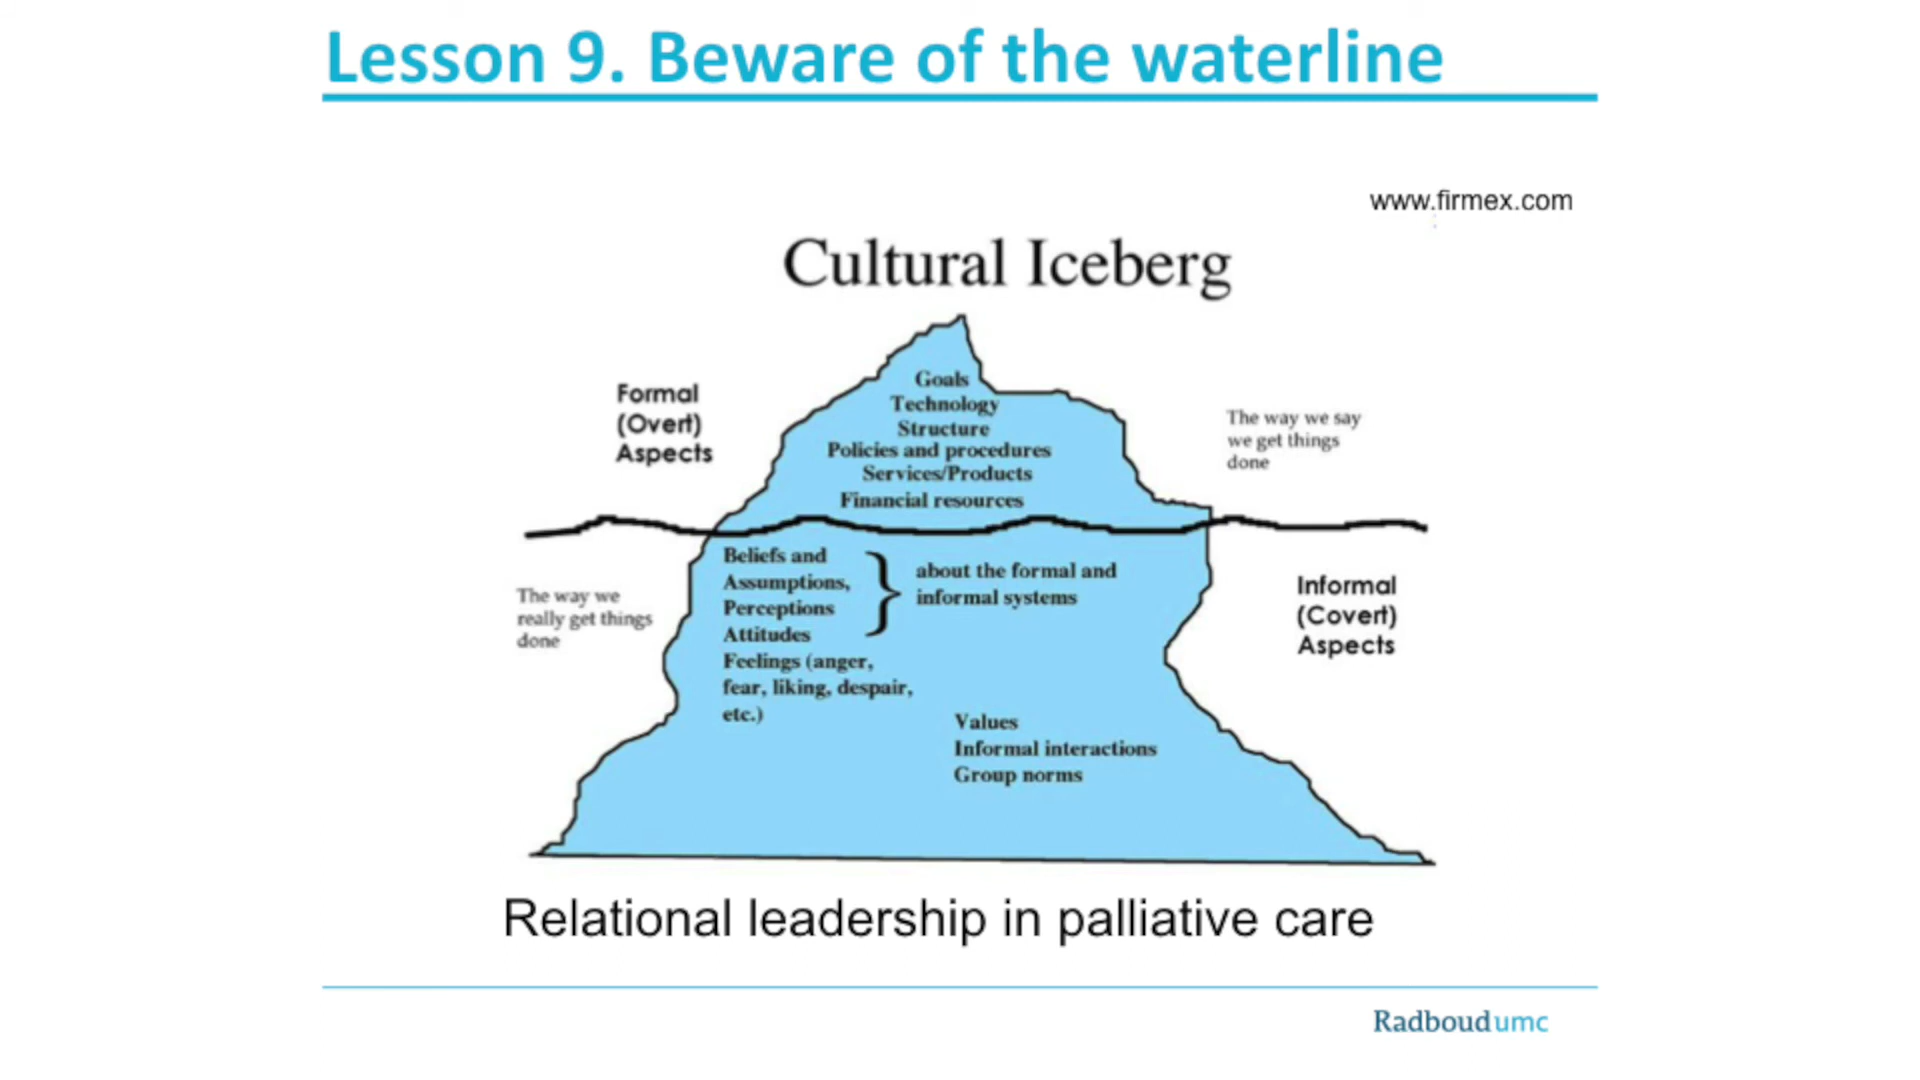 Lesson 9. Beware of the waterline
www.firmex.com
Cultural Iceberg
Formal
(Overt)
Aspects
Goals
Technology
Structure
Policies and procedures
Services/Products
Financial resources
The way we say
we get things
done
The way we
really get things
done
Beliefs and
Assumptions,
Perceptions
Attitudes
Feelings (anger,
fear, liking, despair,
etc.)
about the formal and
informal systems
Values
Informal interactions
Group norms
Informal
(Covert)
Aspects
Relational leadership in palliative care
Radboudumc